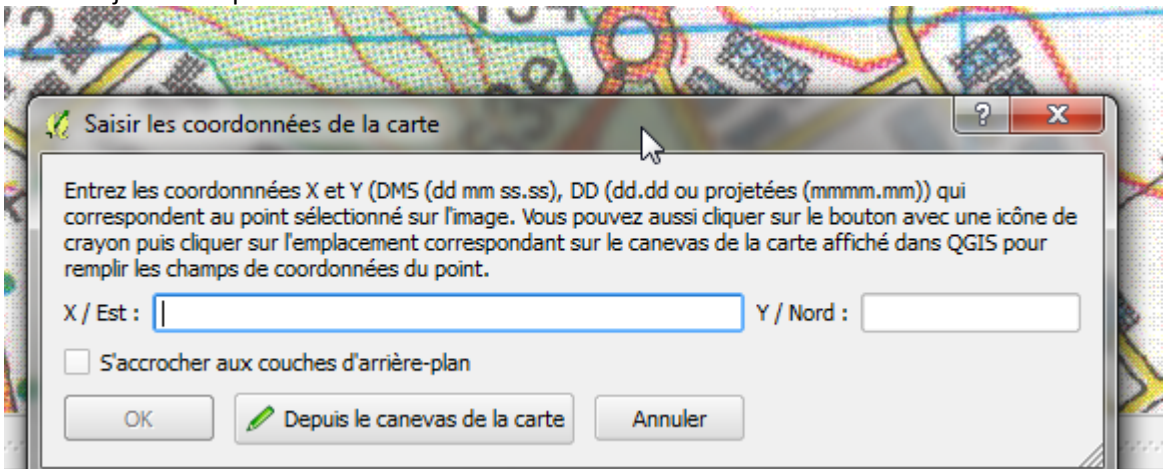 Saisir les coordonnées de la carte
Entrez les coordonnnées X et Y (DMS (dd mm ss.ss), DD (dd.dd ou projetées (mmmm.mm)) qui
correspondent au point sélectionné sur l'image. Vous pouvez aussi cliquer sur le bouton avec une icône de
crayon puis cliquer sur l'emplacement correspondant sur le canevas de la carte affiché dans QGIS pour
remplir les champs de coordonnées du point.
X / Est : Y / Nord :
S'accrocher aux couches d'arrière-plan
OK Depuis le canevas de la carte Annuler